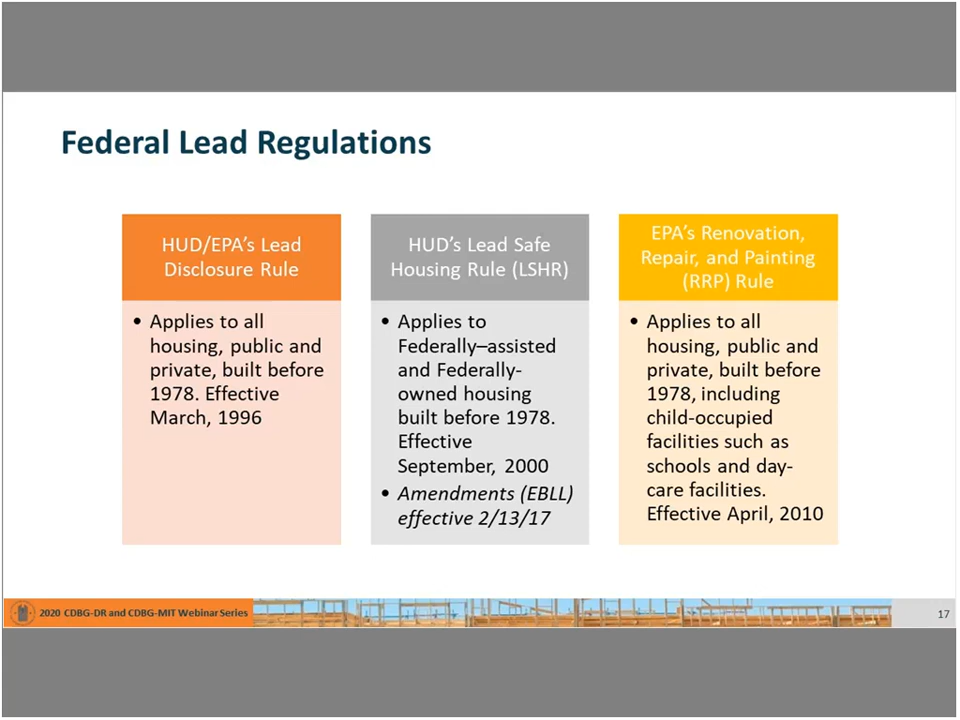 Federal Lead Regulations
HUD/EPA's Lead
Disclosure Rule
• Applies to all
housing, public and
private, built before
1978. Effective
March, 1996
HUD's Lead Safe
Housing Rule (LSHR)
• Applies to
Federally–assisted
and Federally-
owned housing
built before 1978.
Effective
September, 2000
• Amendments (EBLL)
effective 2/13/17
EPA's Renovation,
Repair, and Painting
(RRP) Rule
• Applies to all
housing, public and
private, built before
1978, including
child-occupied
facilities such as
schools and day-
care facilities.
Effective April, 2010
2020 CDBG-DR and CDBG-MIT Webinar Series
17